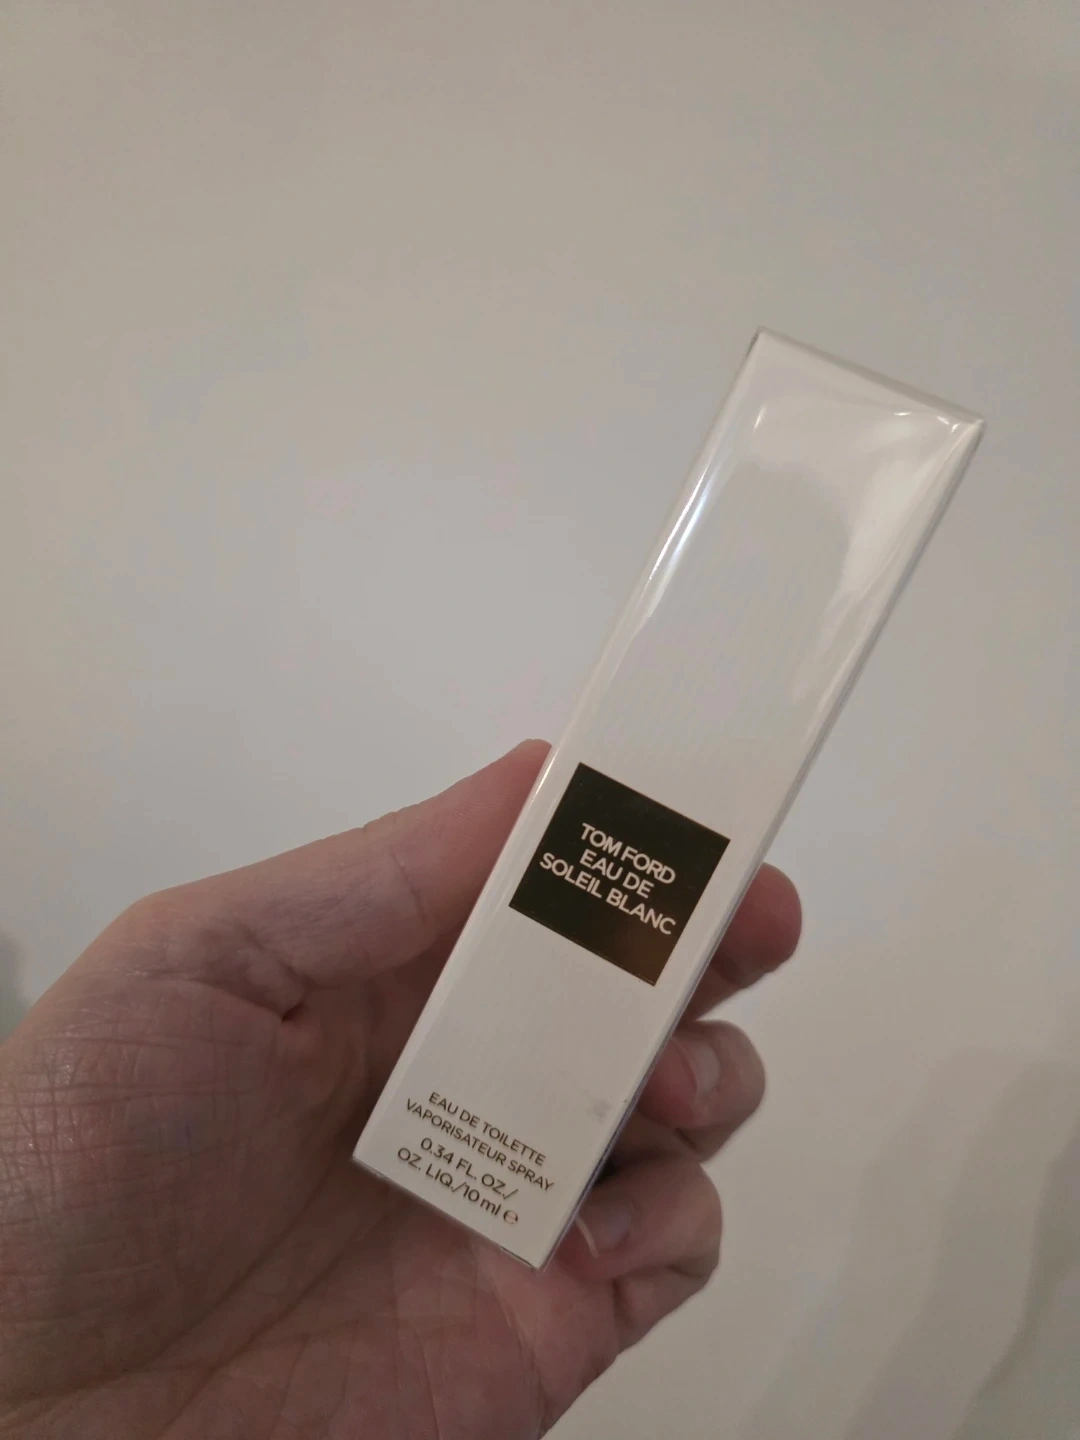 TOM FORD
EAU DE
SOLEIL BLANC
EAU DE TOILETTE
VAPORISATEUR SPRAY
0.34 FL. OZ./
OZ. LIQ./10 ml ℮